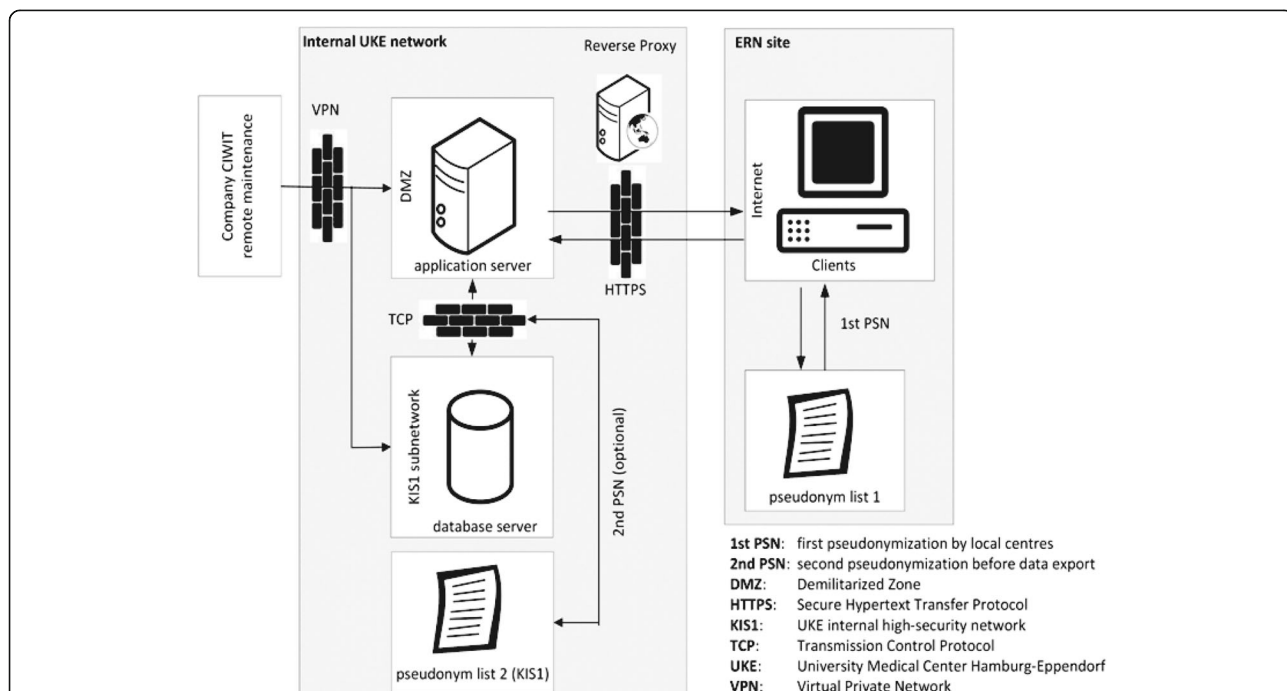 Internal UKE network
Reverse Proxy
ERN site
VPN
Company CIWIT
remote maintenance
DMZ
application server
HTTPS
Internet
Clients
TCP
1st PSN
KIS1 subnetwork
database server
2nd PSN (optional)
pseudonym list 1
pseudonym list 2 (KIS1)
1st PSN: first pseudonymization by local centres
2nd PSN: second pseudonymization before data export
DMZ: Demilitarized Zone
HTTPS: Secure Hypertext Transfer Protocol
KIS1: UKE internal high-security network
TCP: Transmission Control Protocol
UKE: University Medical Center Hamburg-Eppendorf
VPN: Virtual Private Network